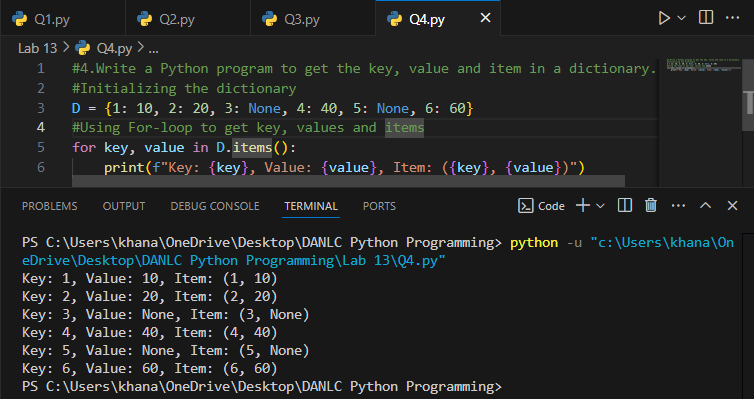 Q1.py Q2.py Q3.py Q4.py
Lab 13 > Q4.py > ...
1 #4.Write a Python program to get the key, value and item in a dictionary.
2 #Initializing the dictionary
3 D = {1: 10, 2: 20, 3: None, 4: 40, 5: None, 6: 60}
4 #Using For-loop to get key, values and items
5 for key, value in D.items():
6 print(f"Key: {key}, Value: {value}, Item: ({key}, {value})")
PROBLEMS OUTPUT DEBUG CONSOLE TERMINAL PORTS Code
PS C:\Users\khana\OneDrive\Desktop\DANLC Python Programming> python -u "c:\Users\khana\On
eDrive\Desktop\DANLC Python Programming\Lab 13\Q4.py"
Key: 1, Value: 10, Item: (1, 10)
Key: 2, Value: 20, Item: (2, 20)
Key: 3, Value: None, Item: (3, None)
Key: 4, Value: 40, Item: (4, 40)
Key: 5, Value: None, Item: (5, None)
Key: 6, Value: 60, Item: (6, 60)
PS C:\Users\khana\OneDrive\Desktop\DANLC Python Programming>